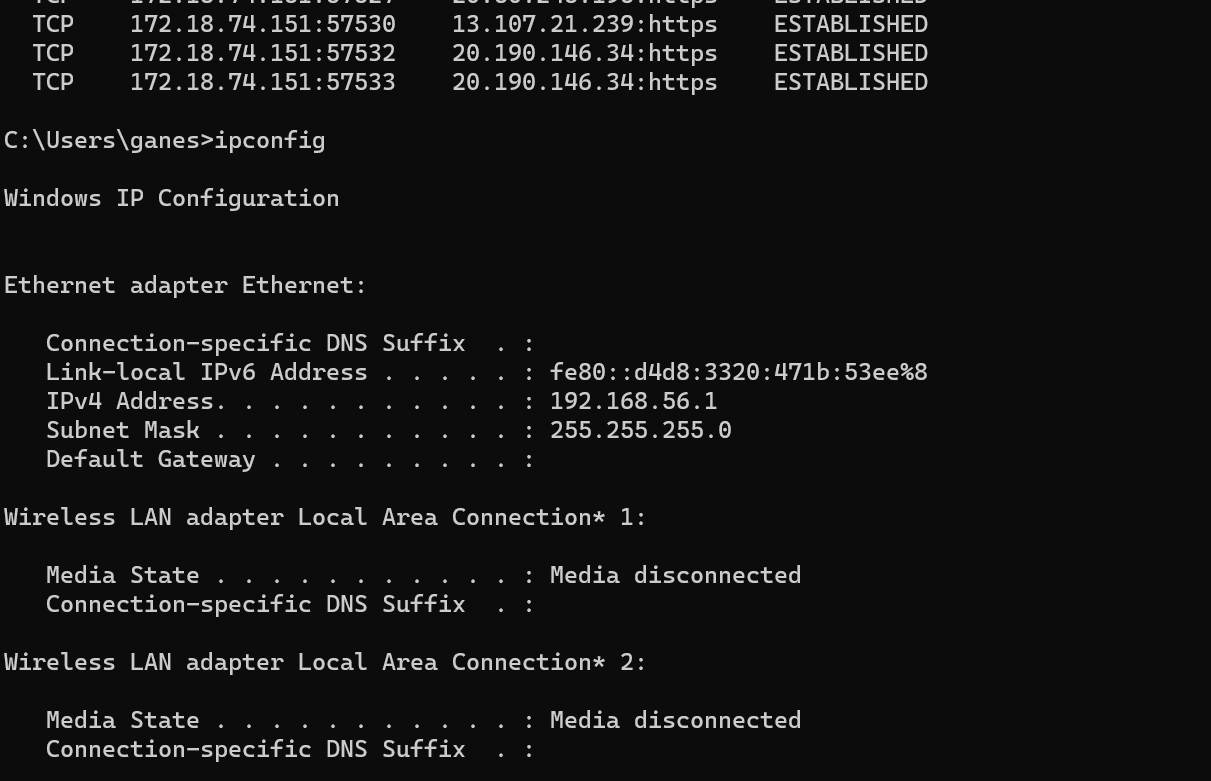 TCP    172.18.74.151:57530    13.107.21.239:https    ESTABLISHED
TCP    172.18.74.151:57532    20.190.146.34:https    ESTABLISHED
TCP    172.18.74.151:57533    20.190.146.34:https    ESTABLISHED
C:\Users\ganes>ipconfig
Windows IP Configuration
Ethernet adapter Ethernet:
Connection-specific DNS Suffix  . :
Link-local IPv6 Address . . . . . : fe80::d4d8:3320:471b:53ee%8
IPv4 Address. . . . . . . . . . . : 192.168.56.1
Subnet Mask . . . . . . . . . . . : 255.255.255.0
Default Gateway . . . . . . . . . :
Wireless LAN adapter Local Area Connection* 1:
Media State . . . . . . . . . . . : Media disconnected
Connection-specific DNS Suffix  . :
Wireless LAN adapter Local Area Connection* 2:
Media State . . . . . . . . . . . : Media disconnected
Connection-specific DNS Suffix  . :